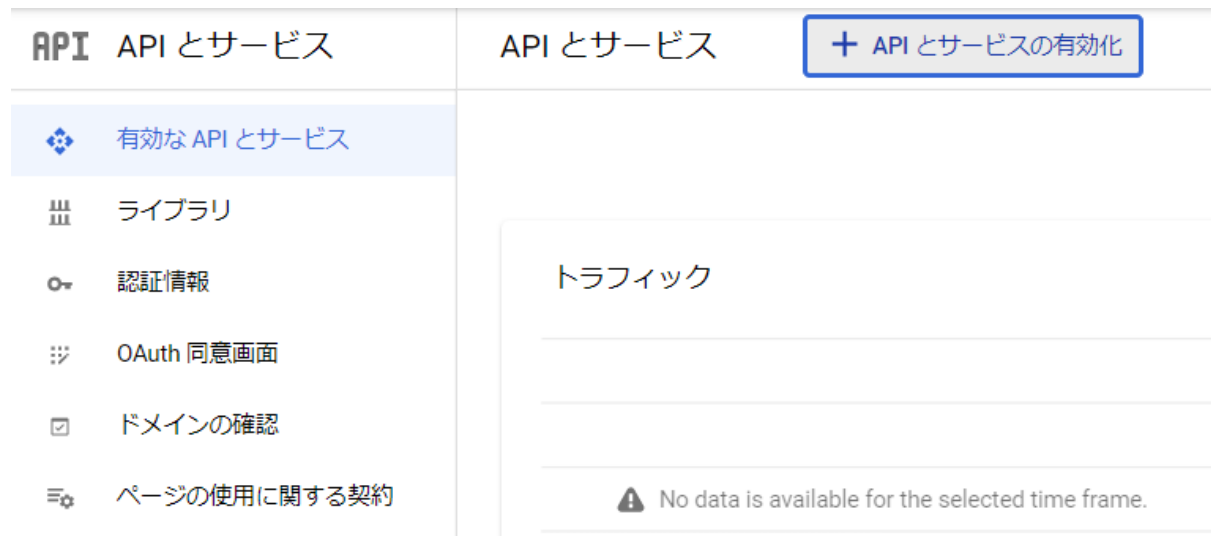 API API とサービス
API とサービス
+ API とサービスの有効化
有効な API とサービス
ライブラリ
認証情報
OAuth 同意画面
ドメインの確認
ページの使用に関する契約
トラフィック
No data is available for the selected time frame.